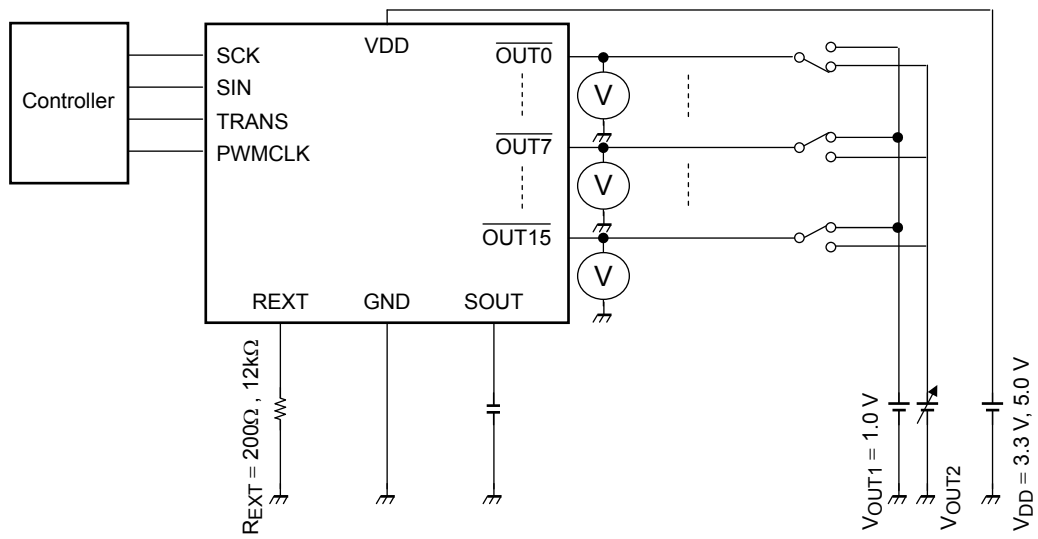 Controller
SCK
SIN
TRANS
PWMCLK
VDD
OUT0
OUT7
OUT15
V
V
V
REXT
GND
SOUT
REXT = 200Ω , 12kΩ
VOUT1 = 1.0 V
VOUT2
VDD = 3.3 V, 5.0 V